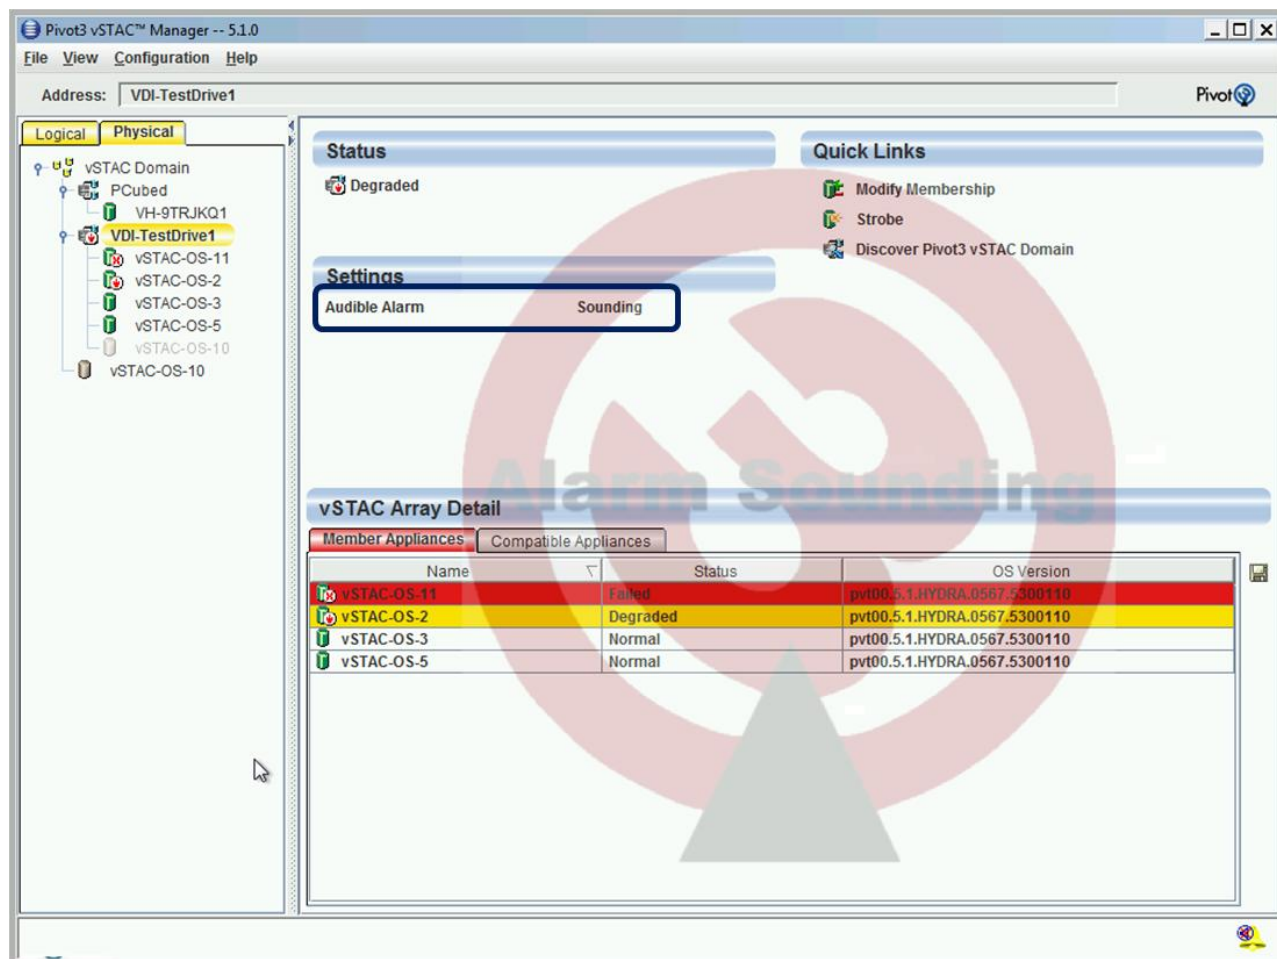 Pivot3 vSTAC™ Manager -- 5.1.0
File View Configuration Help
Address: VDI-TestDrive1
Pivot3
Logical Physical
vSTAC Domain
PCubed
VH-9TRJKQ1
VDI-TestDrive1
vSTAC-OS-11
vSTAC-OS-2
vSTAC-OS-3
vSTAC-OS-5
vSTAC-OS-10
vSTAC-OS-10
Status
Degraded
Quick Links
Modify Membership
Strobe
Discover Pivot3 vSTAC Domain
Settings
Audible Alarm Sounding
Alarm Sounding
vSTAC Array Detail
Member Appliances Compatible Appliances
Name Status OS Version
vSTAC-OS-11 Failed pvt00.5.1.HYDRA.0567.5300110
vSTAC-OS-2 Degraded pvt00.5.1.HYDRA.0567.5300110
vSTAC-OS-3 Normal pvt00.5.1.HYDRA.0567.5300110
vSTAC-OS-5 Normal pvt00.5.1.HYDRA.0567.5300110